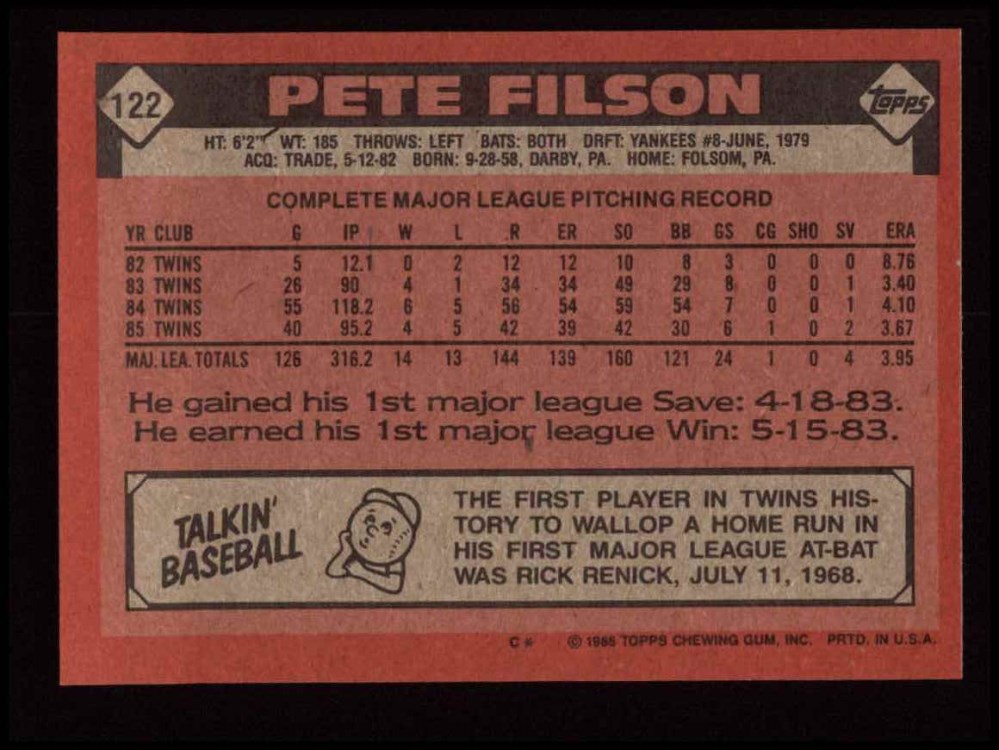 122
PETE FILSON
topps
HT: 6'2" WT: 185 THROWS: LEFT BATS: BOTH DRFT: YANKEES #8-JUNE, 1979
ACQ: TRADE, 5-12-82 BORN: 9-28-58, DARBY, PA. HOME: FOLSOM, PA.
COMPLETE MAJOR LEAGUE PITCHING RECORD
YR CLUB G IP W L R ER SO BB GS CG SHO SV ERA
82 TWINS 5 12.1 0 2 12 12 10 8 3 0 0 0 8.76
83 TWINS 26 90 4 1 34 34 49 29 8 0 0 1 3.40
84 TWINS 55 118.2 6 5 56 54 59 54 7 0 0 1 4.10
85 TWINS 40 95.2 4 5 42 39 42 30 6 1 0 2 3.67
MAJ. LEA. TOTALS 126 316.2 14 13 144 139 160 121 24 1 0 4 3.95
He gained his 1st major league Save: 4-18-83.
He earned his 1st major league Win: 5-15-83.
TALKIN'
BASEBALL
THE FIRST PLAYER IN TWINS HIS-
TORY TO WALLOP A HOME RUN IN
HIS FIRST MAJOR LEAGUE AT-BAT
WAS RICK RENICK, JULY 11, 1968.
C* © 1986 TOPPS CHEWING GUM, INC. PRTD. IN U.S.A.